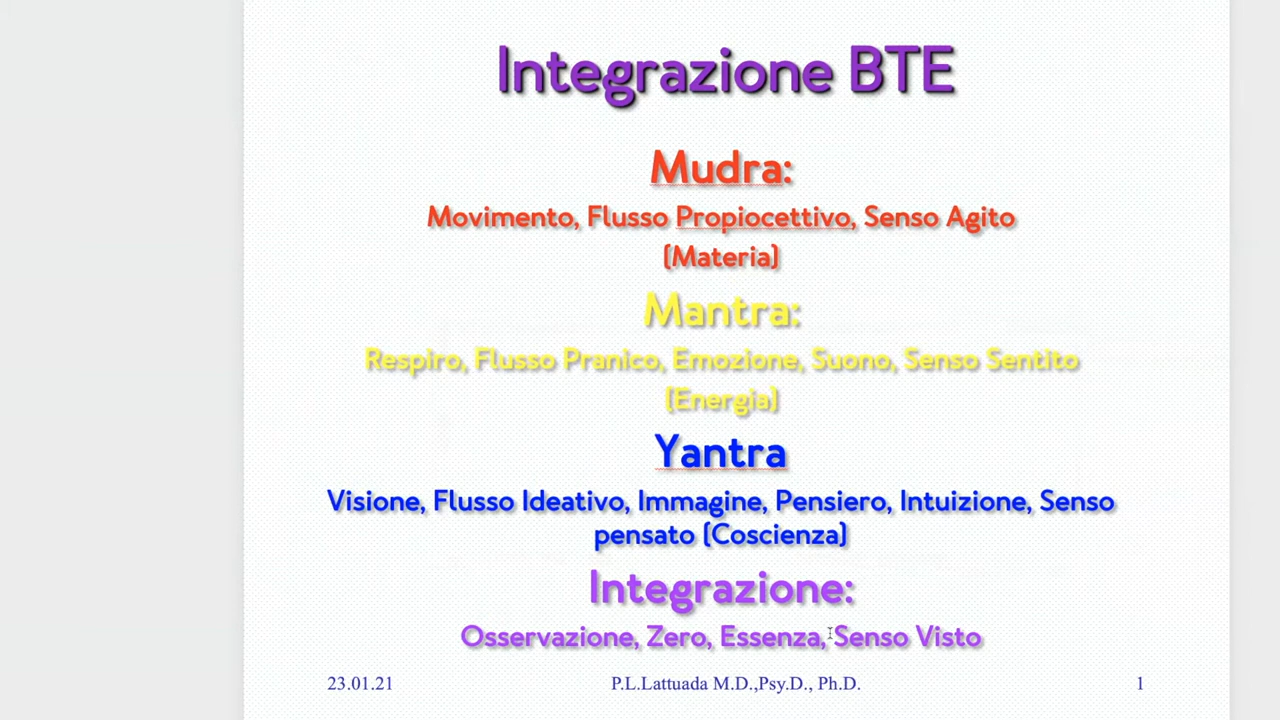 Integrazione BTE
Mudra:
Movimento, Flusso Propiocettivo, Senso Agito
(Materia)
Mantra:
Respiro, Flusso Pranico, Emozione, Suono, Senso Sentito
(Energia)
Yantra
Visione, Flusso Ideativo, Immagine, Pensiero, Intuizione, Senso
pensato (Coscienza)
Integrazione:
Osservazione, Zero, Essenza, Senso Visto
23.01.21 P.L.Lattuada M.D.,Psy.D., Ph.D. 1